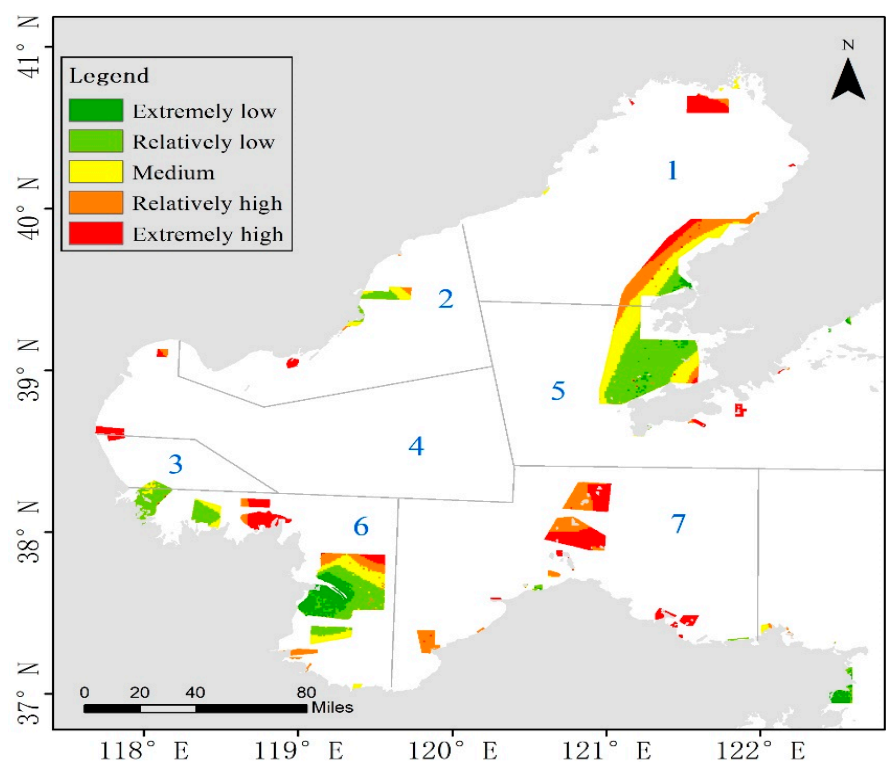 41° N
40° N
39° N
38° N
37° N
Legend
Extremely low
Relatively low
Medium
Relatively high
Extremely high
N
1
2
5
4
3
6
7
0 20 40 80
Miles
118° E 119° E 120° E 121° E 122° E